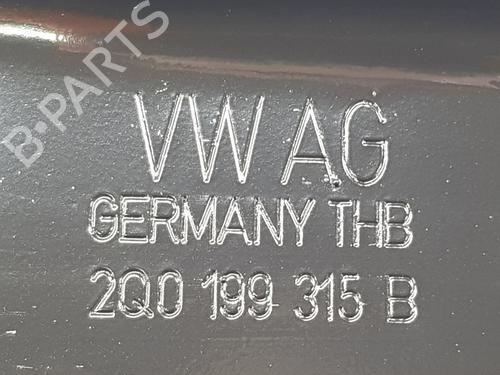 B-PARTS
VW AG
GERMANY THB
2Q0 199 315 B